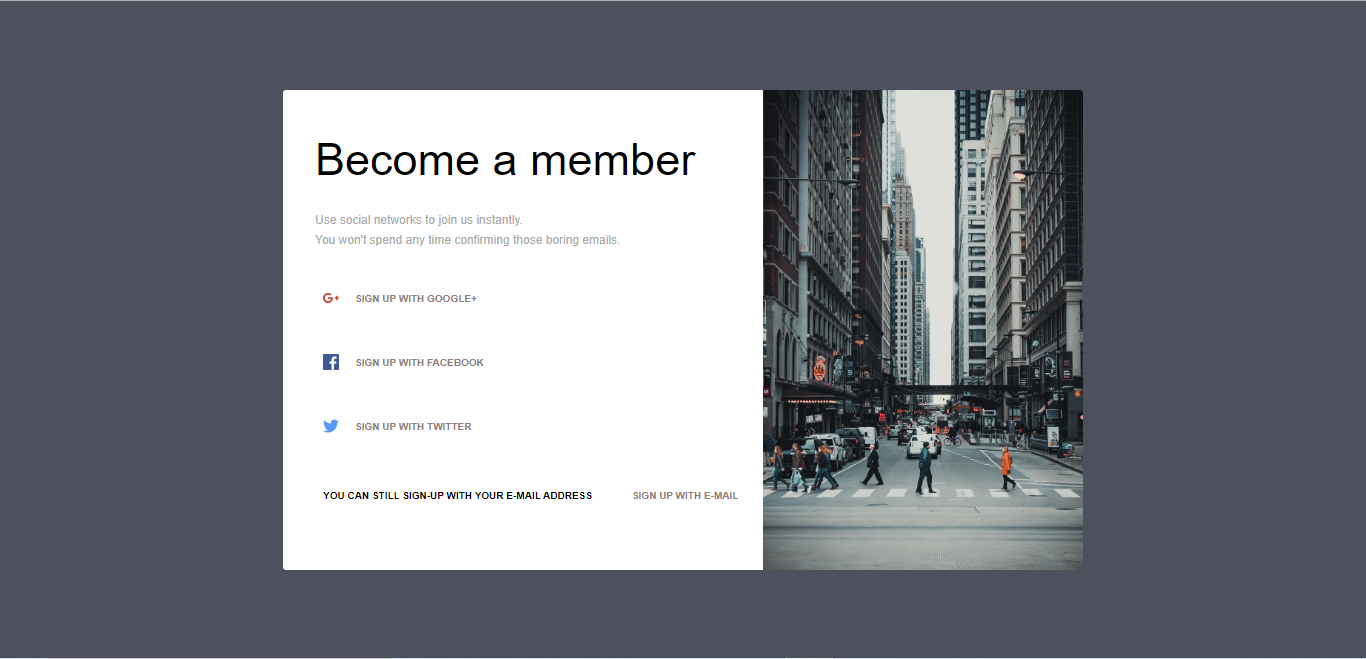 Become a member
Use social networks to join us instantly.
You won't spend any time confirming those boring emails.
G+ SIGN UP WITH GOOGLE+
SIGN UP WITH FACEBOOK
SIGN UP WITH TWITTER
YOU CAN STILL SIGN-UP WITH YOUR E-MAIL ADDRESS SIGN UP WITH E-MAIL